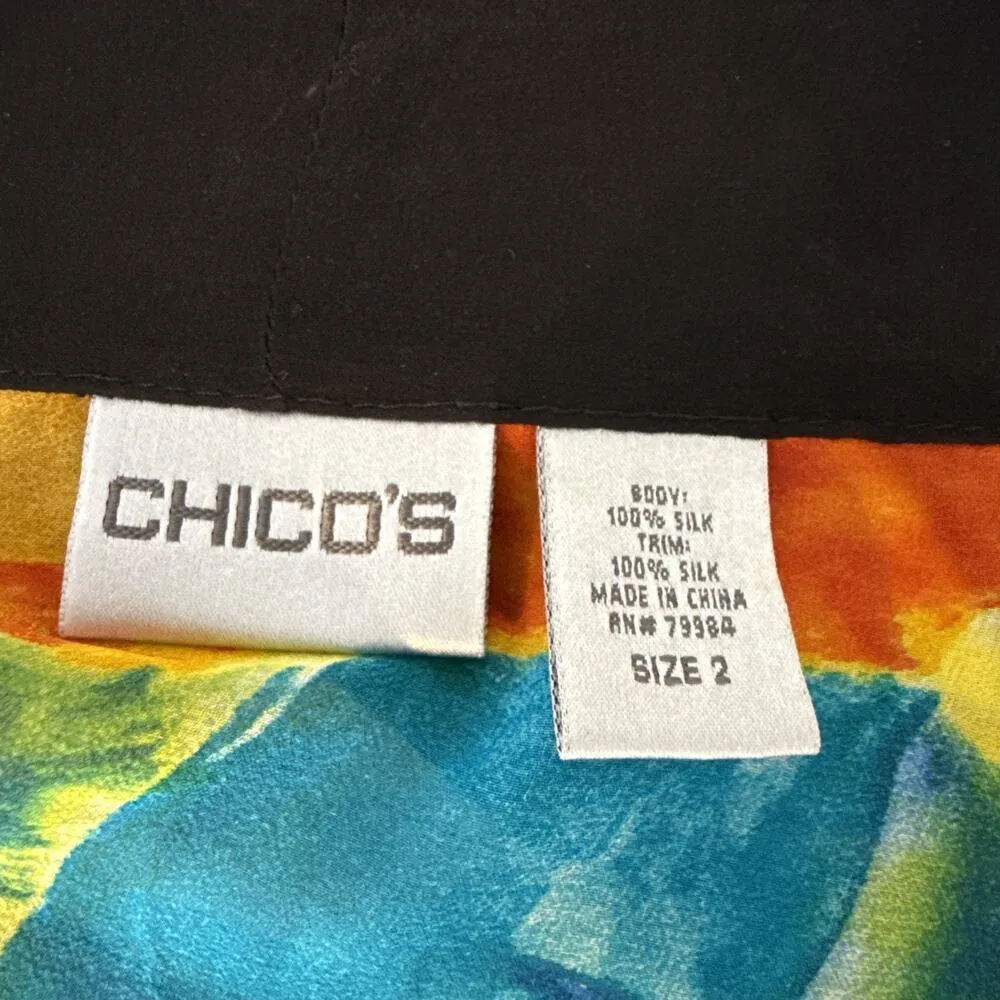 CHICO'S
BODY:
100% SILK
TRIM:
100% SILK
MADE IN CHINA
RN# 79984
SIZE 2